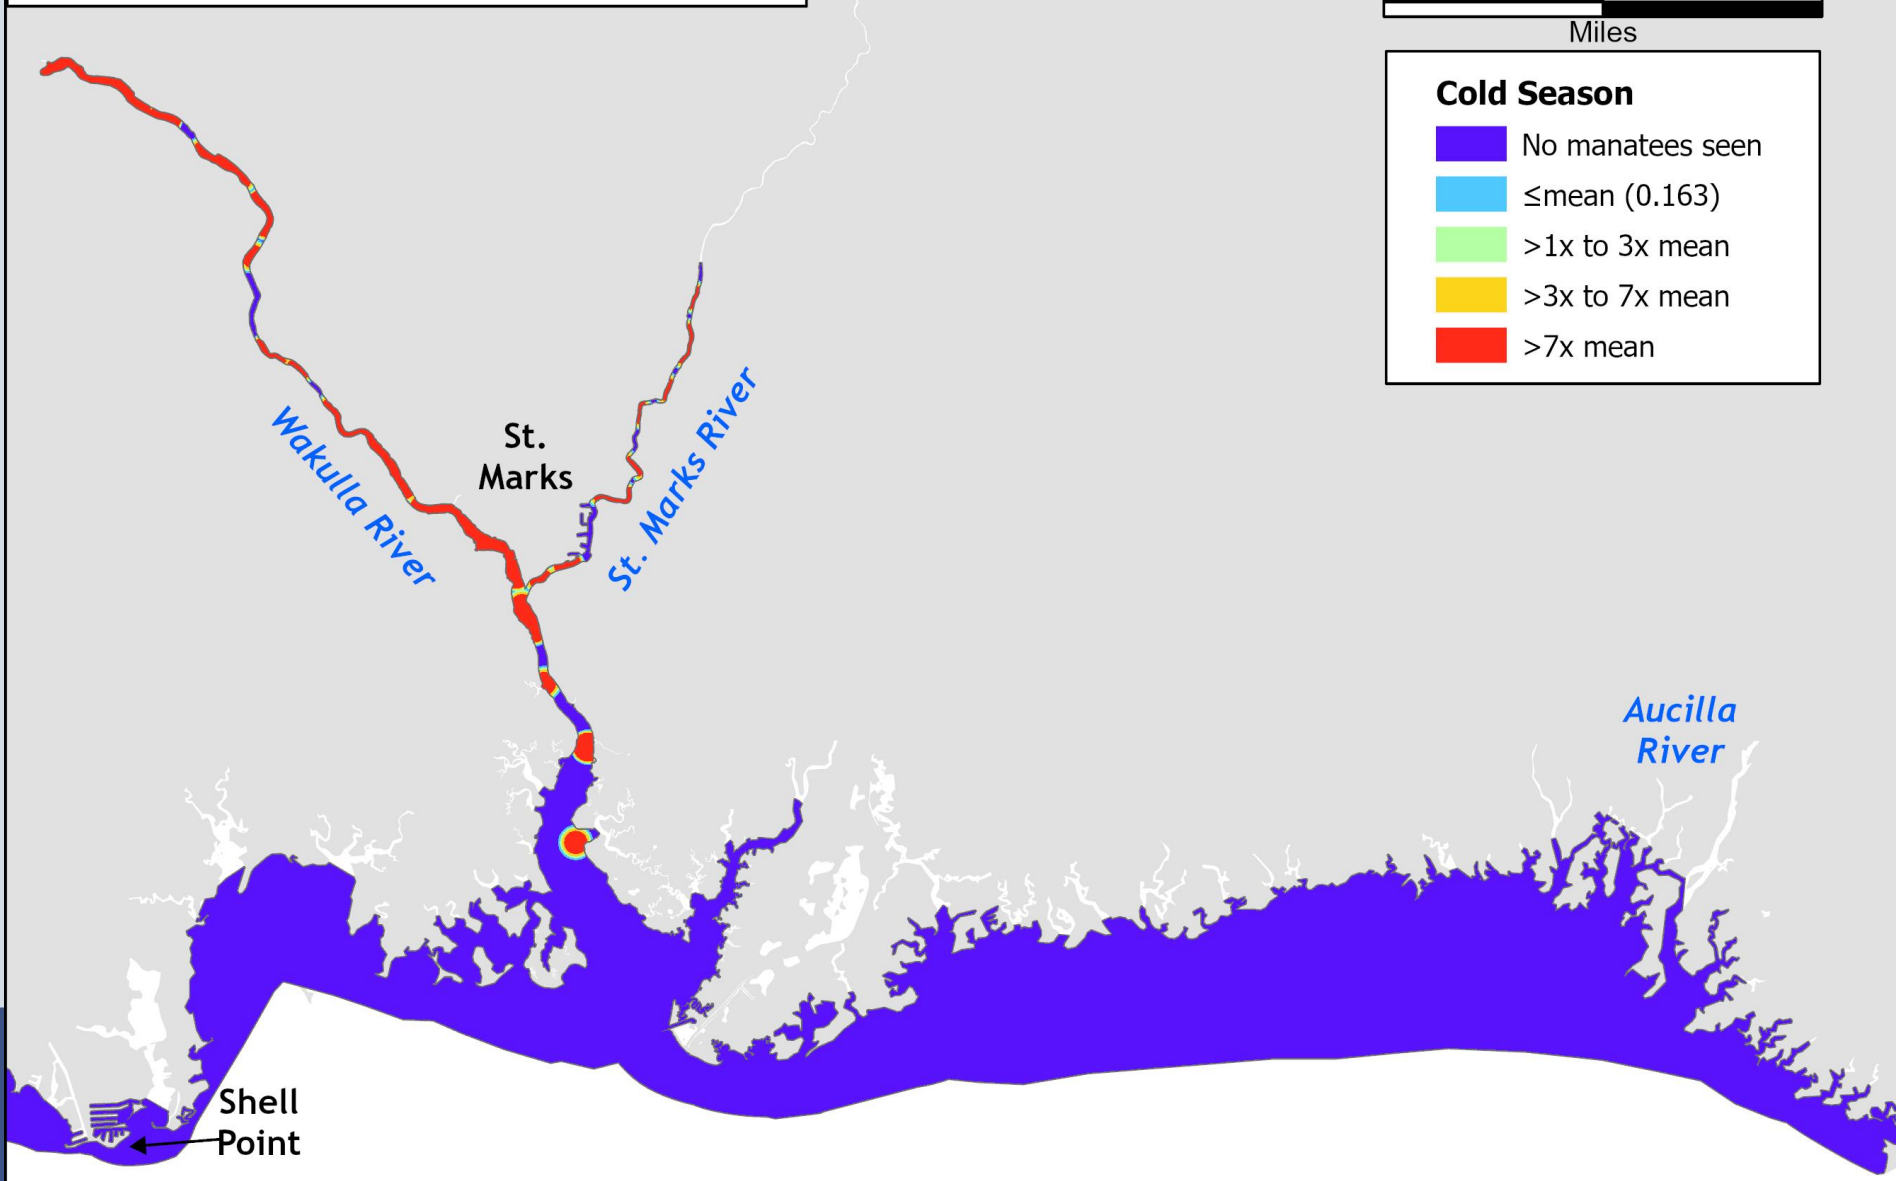 Miles
Cold Season
No manatees seen
≤mean (0.163)
>1x to 3x mean
>3x to 7x mean
>7x mean
Wakulla River
St.
Marks
St. Marks River
Aucilla
River
Shell
Point